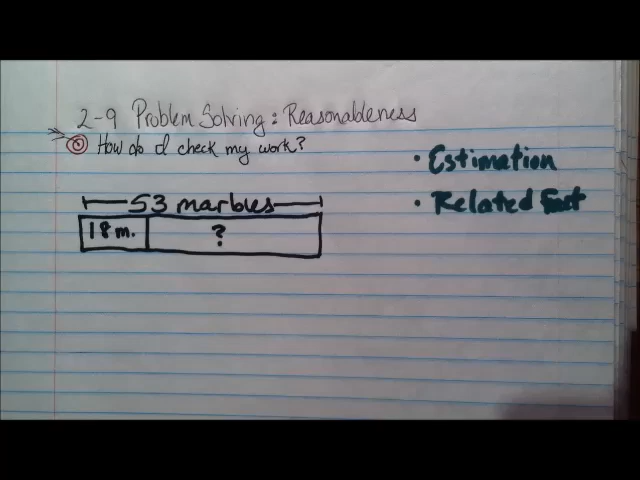 2-9 Problem Solving: Reasonableness
How do I check my work?
• Estimation
• Related Fact
53 marbles
18 m. ?